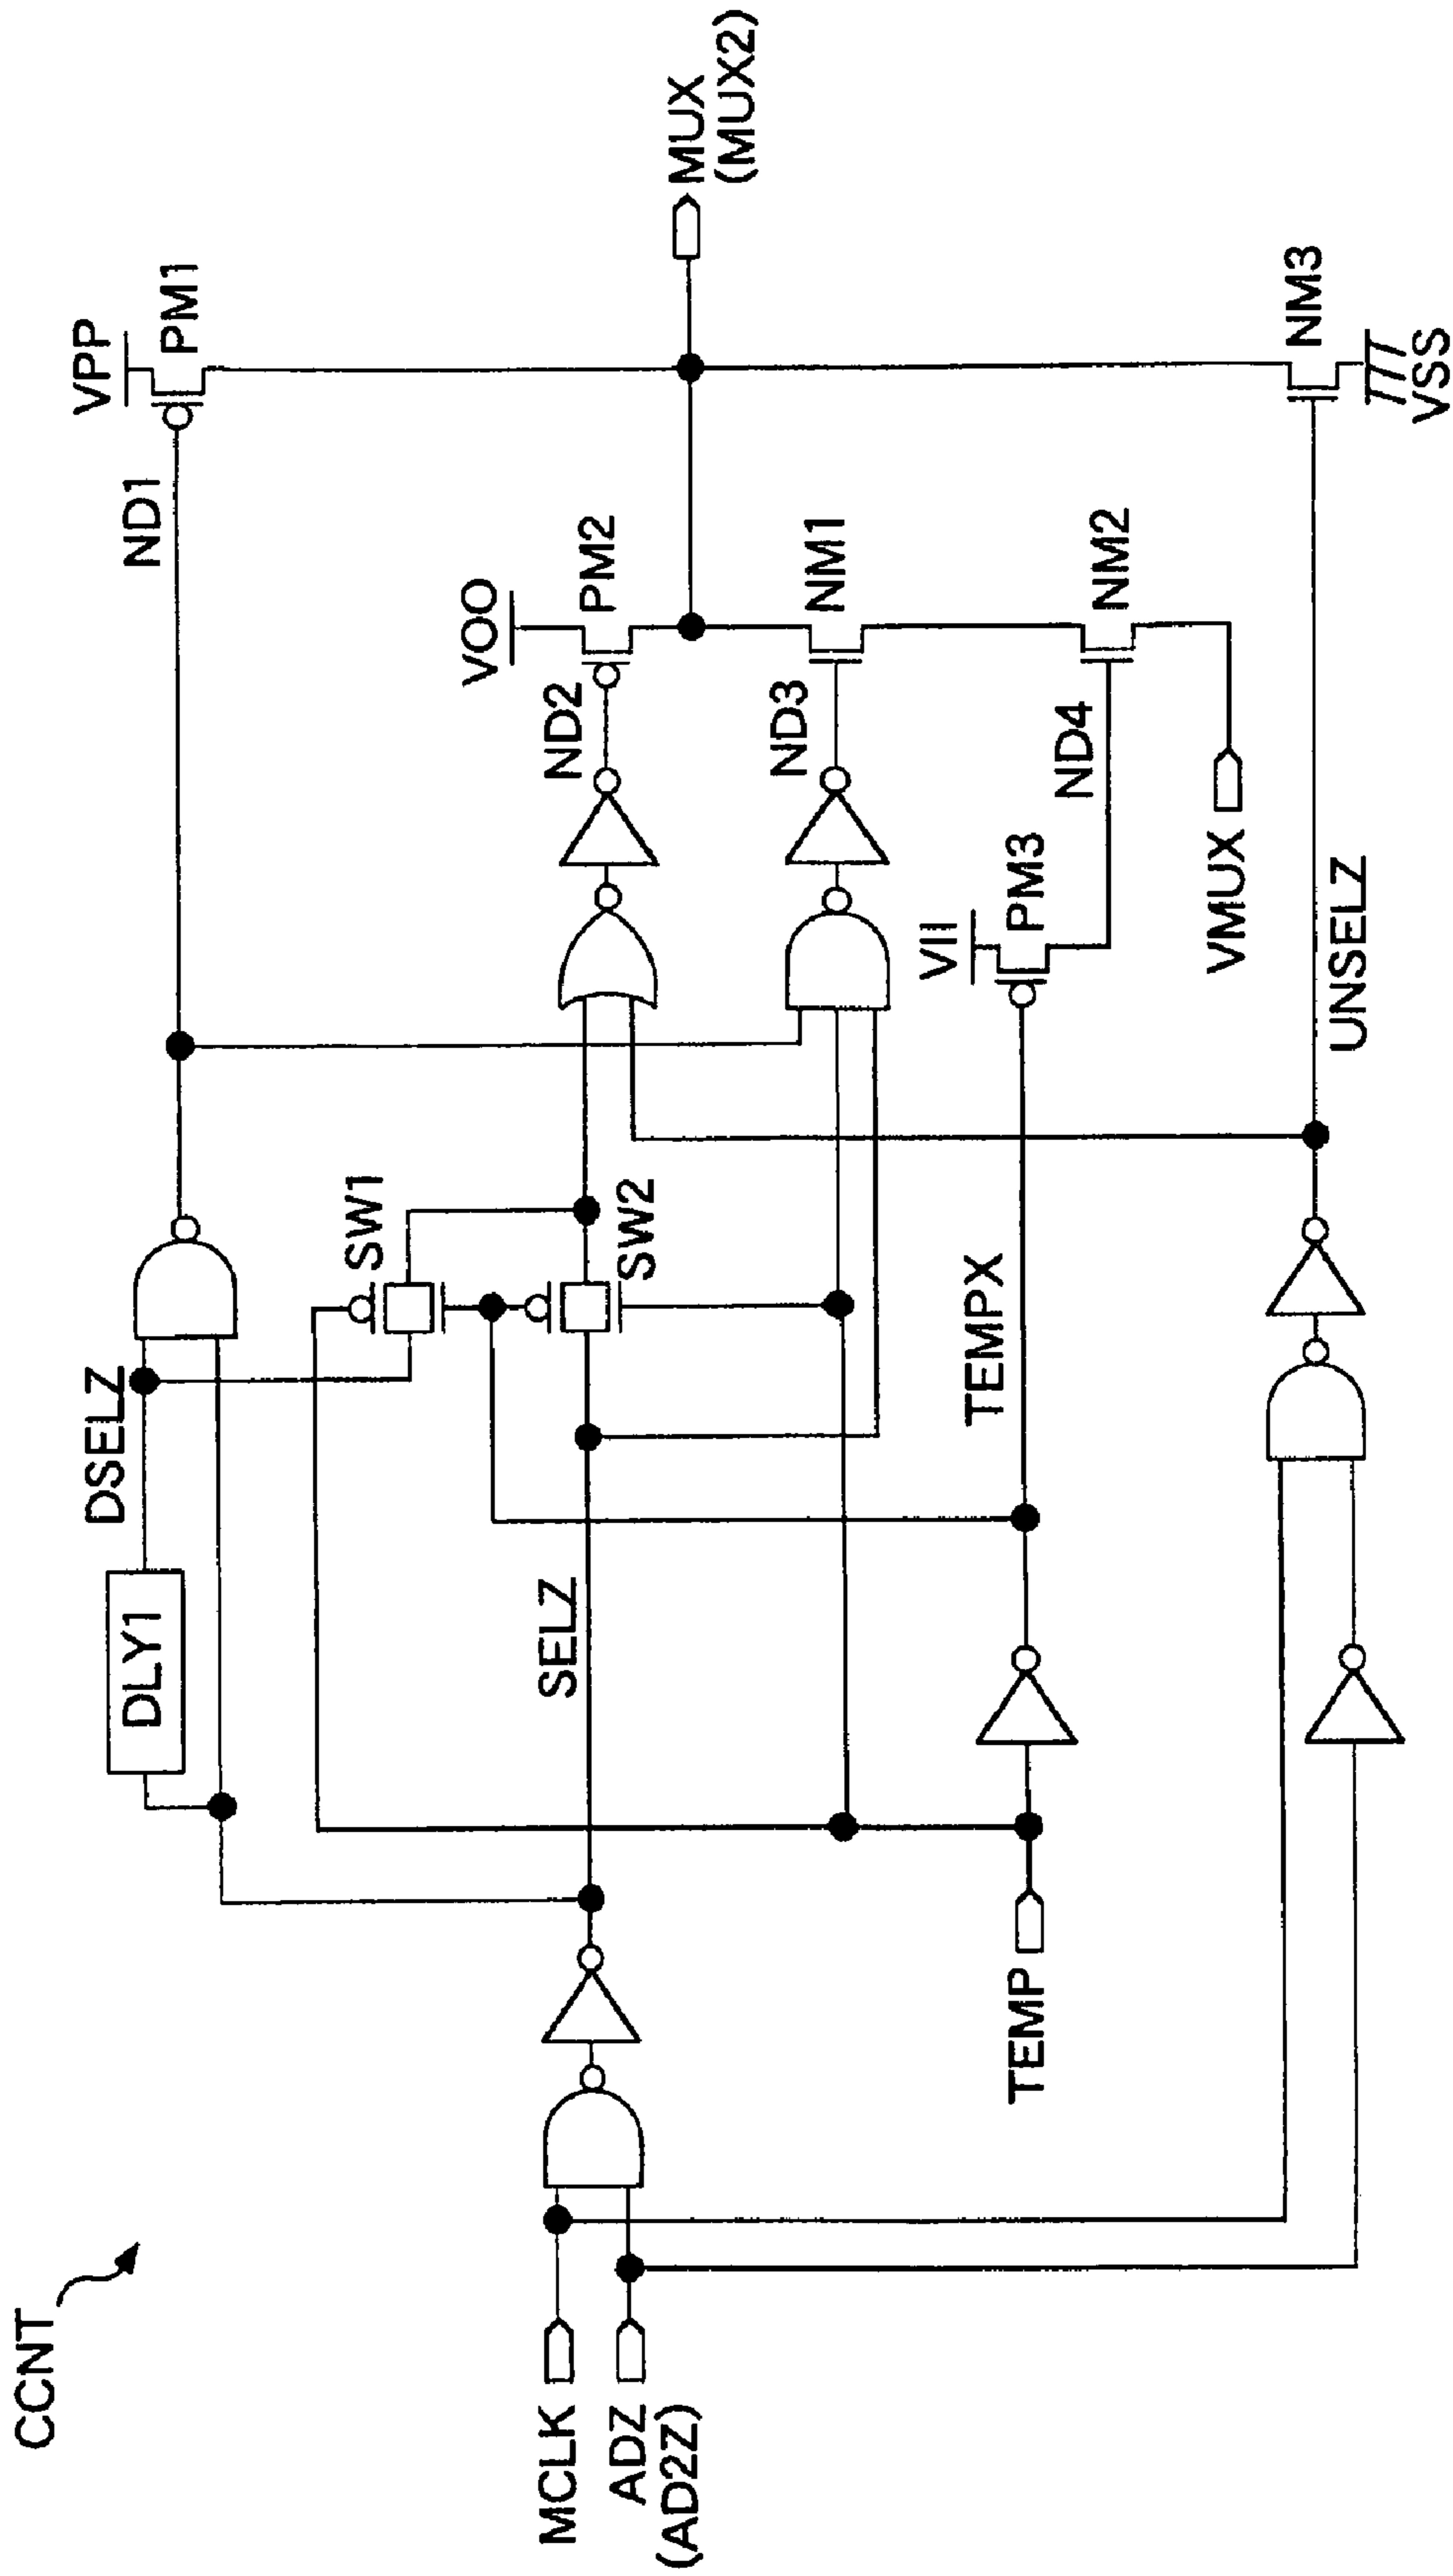 CCNT
VPP
PM1
ND1
DSELZ
DLY1
SW1
VOO
PM2
ND2
MUX
(MUX2)
SELZ
SW2
ND3
NM1
MCLK
ADZ
(AD2Z)
VII
PM3
ND4
NM2
TEMP
TEMPX
VMUX
NM3
UNSELZ
VSS